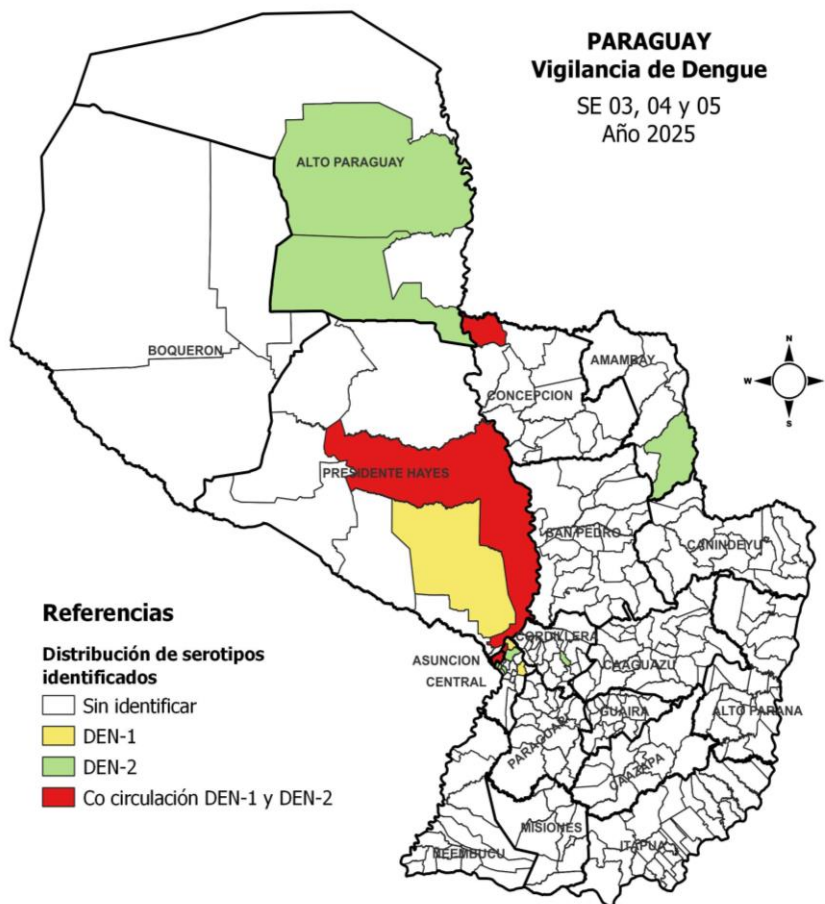 PARAGUAY
Vigilancia de Dengue
SE 03, 04 y 05
Año 2025
ALTO PARAGUAY
BOQUERON
AMAMBAY
CONCEPCION
N
W
E
S
PRESIDENTE HAYES
SAN PEDRO
CANINDEYU
Referencias
Distribución de serotipos
identificados
Sin identificar
DEN-1
DEN-2
Co circulación DEN-1 y DEN-2
CORDILLERA
ASUNCION
CENTRAL
CAAGUAZU
GUAIRA
ALTO PARANA
PARAGUARI
CAAZAPA
MISIONES
ITAPUA
ÑEEMBUCU